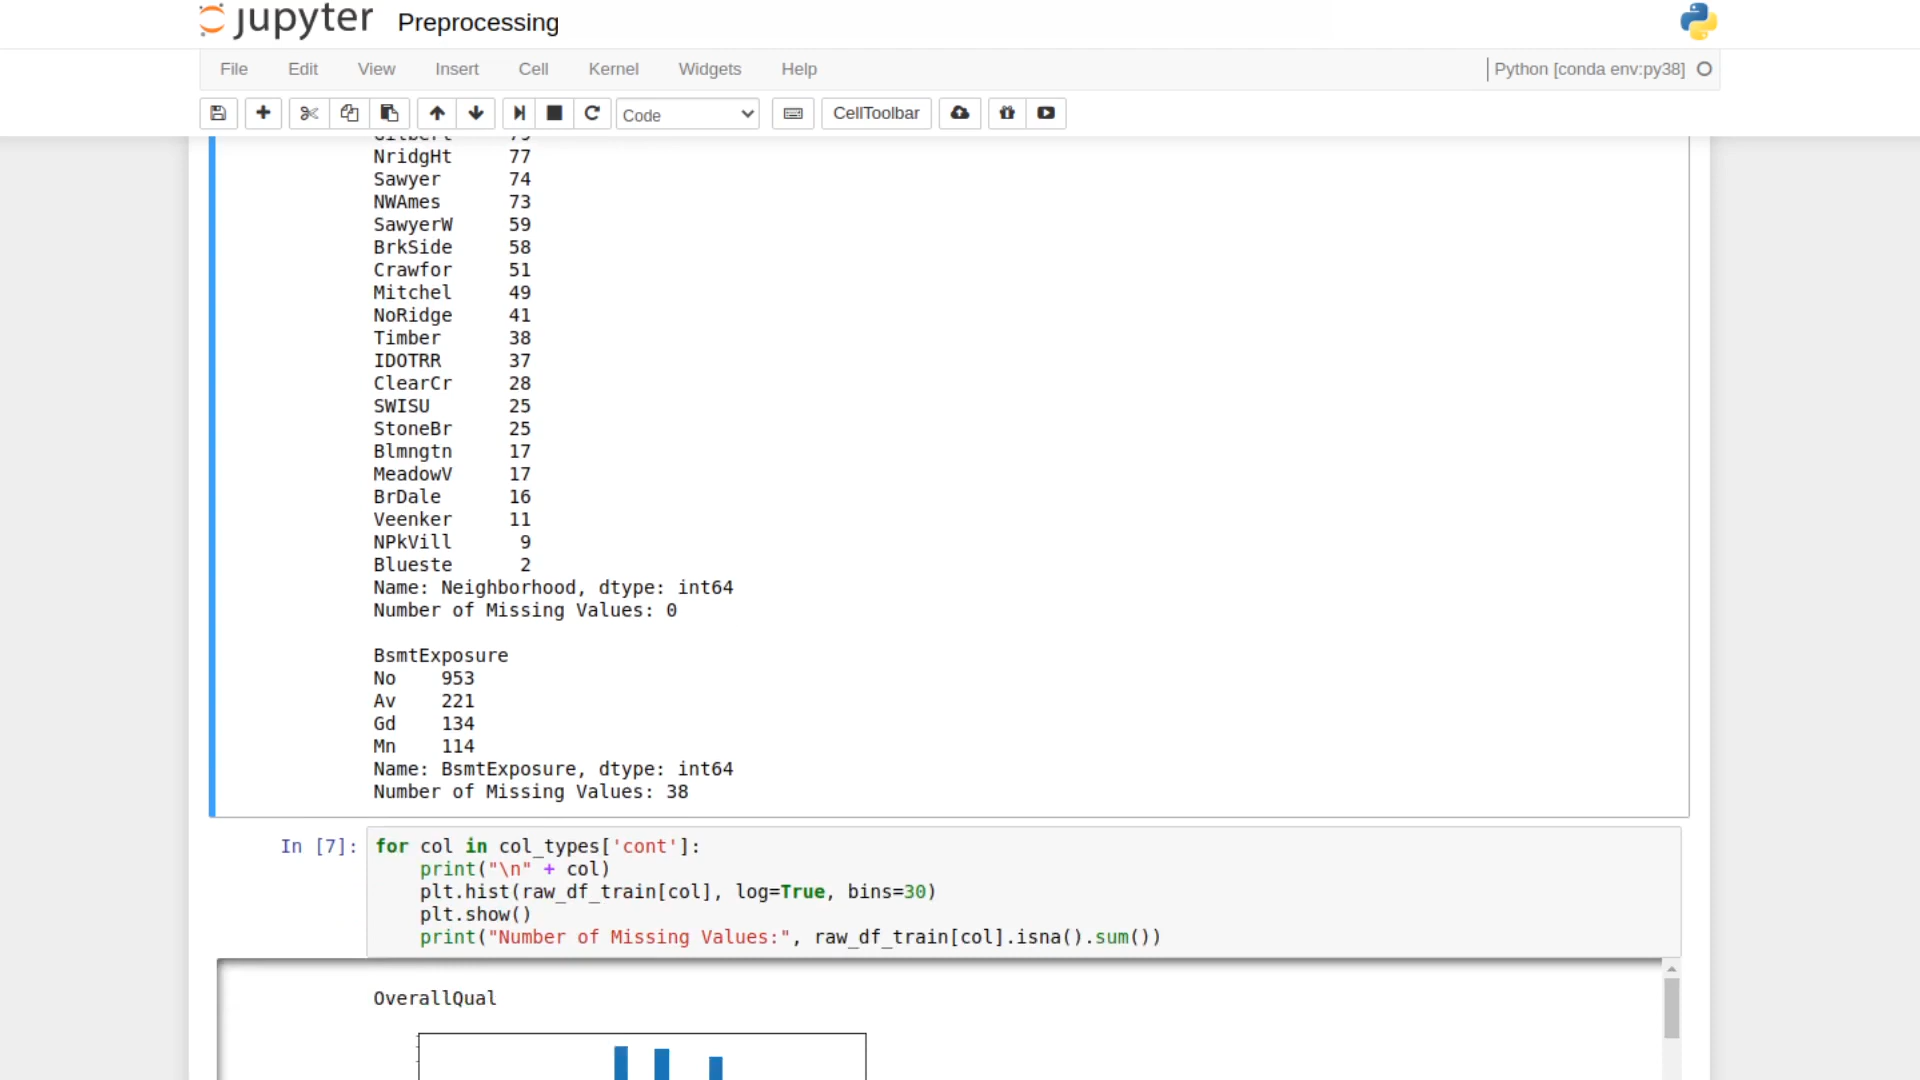 jupyter Preprocessing
File Edit View Insert Cell Kernel Widgets Help Python [conda env:py38]
Code CellToolbar
NridgHt 77
Sawyer 74
NWAmes 73
SawyerW 59
BrkSide 58
Crawfor 51
Mitchel 49
NoRidge 41
Timber 38
IDOTRR 37
ClearCr 28
SWISU 25
StoneBr 25
Blmngtn 17
MeadowV 17
BrDale 16
Veenker 11
NPkVill 9
Blueste 2
Name: Neighborhood, dtype: int64
Number of Missing Values: 0
BsmtExposure
No 953
Av 221
Gd 134
Mn 114
Name: BsmtExposure, dtype: int64
Number of Missing Values: 38
In [7]: for col in col_types['cont']:
print("\n" + col)
plt.hist(raw_df_train[col], log=True, bins=30)
plt.show()
print("Number of Missing Values:", raw_df_train[col].isna().sum())
OverallQual